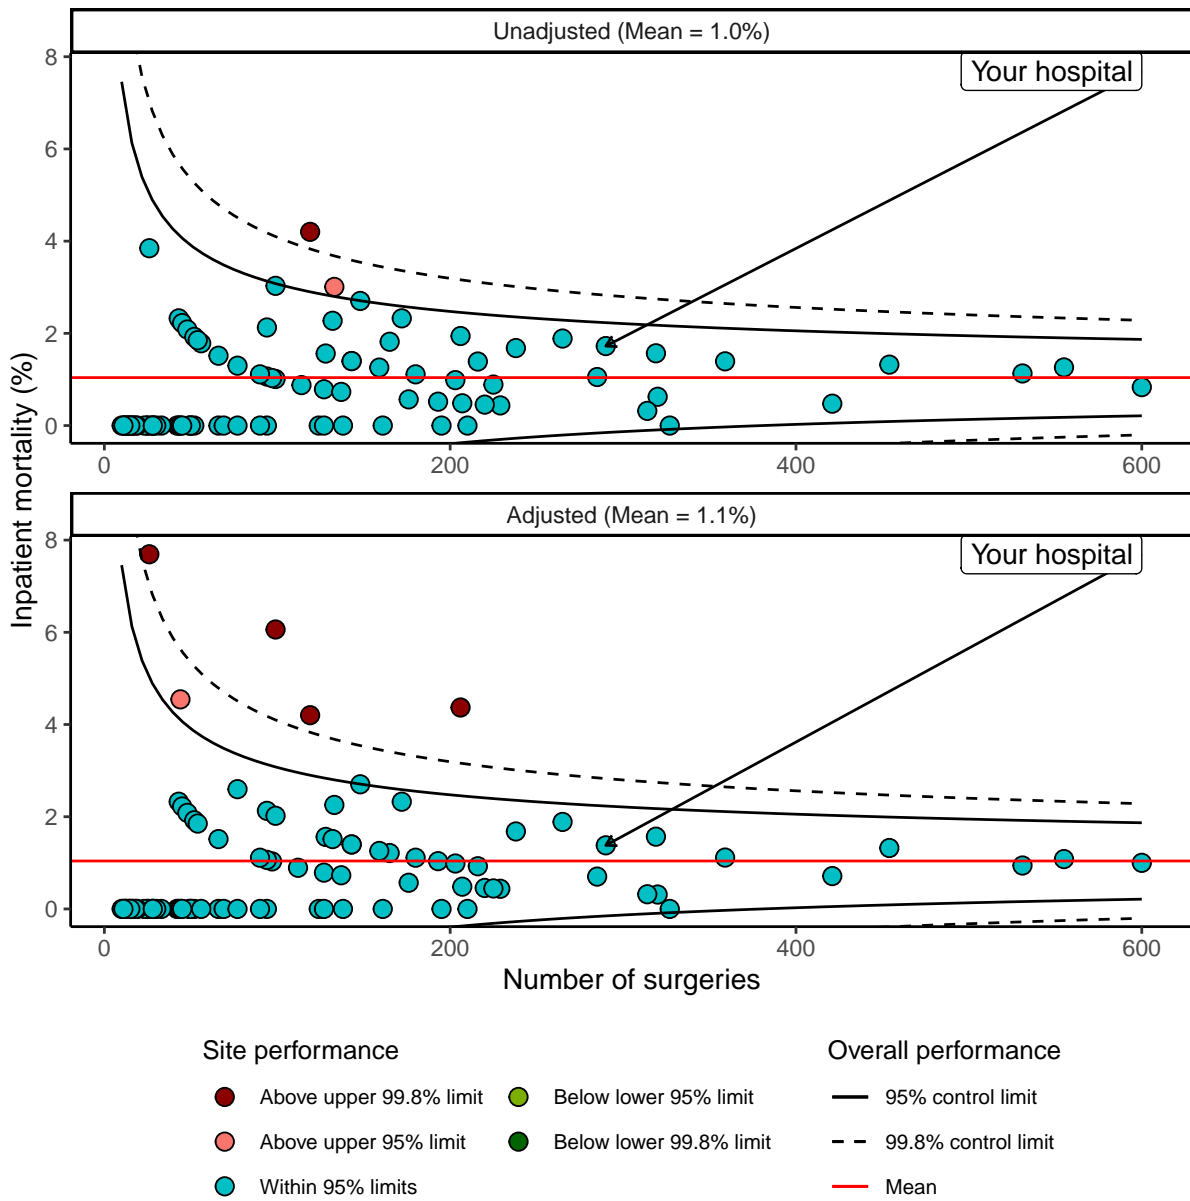 Unadjusted (Mean = 1.0%)
8
Your hospital
6
4
2
0
0 200 400 600
Inpatient mortality (%)
Adjusted (Mean = 1.1%)
8
Your hospital
6
4
2
0
0 200 400 600
Number of surgeries
Site performance
Above upper 99.8% limit
Above upper 95% limit
Within 95% limits
Below lower 95% limit
Below lower 99.8% limit
Overall performance
95% control limit
99.8% control limit
Mean